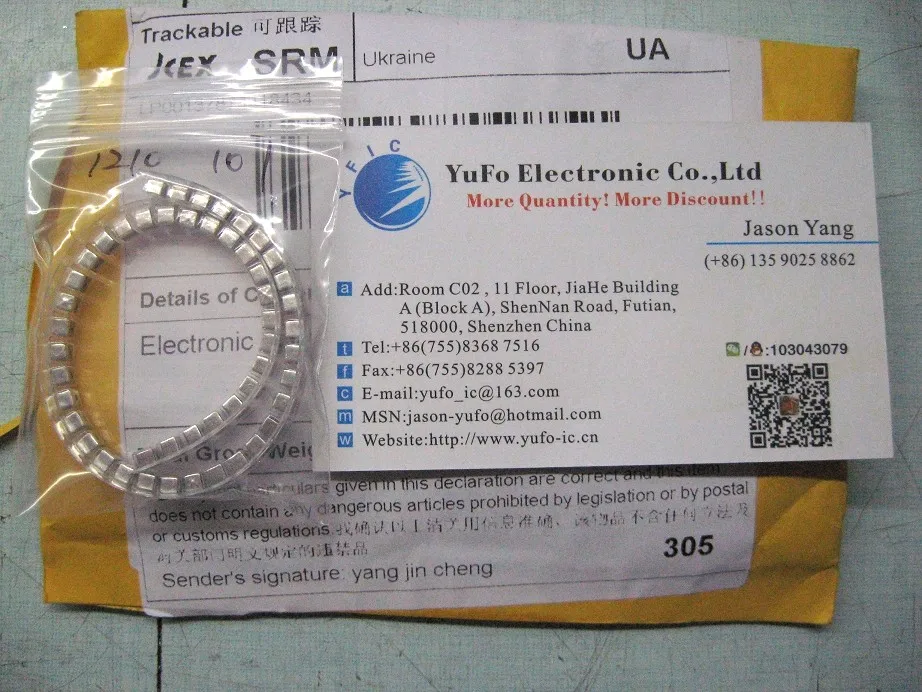 Trackable 可跟踪
SRM
Ukraine
UA
1210 10
YFIC
YuFo Electronic Co.,Ltd
More Quantity! More Discount!!
Jason Yang
(+86) 135 9025 8862
a Add:Room C02 , 11 Floor, JiaHe Building
A (Block A), ShenNan Road, Futian,
518000, Shenzhen China
t Tel:+86(755)8368 7516
f Fax:+86(755)8288 5397
c E-mail:yufo_ic@163.com
m MSN:jason-yufo@hotmail.com
w Website:http://www.yufo-ic.cn
/ :103043079
Details of
Electronic
given in this declaration are correct and this item
does not contain any dangerous articles prohibited by legislation or by postal
or customs regulations
305
Sender's signature: yang jin cheng